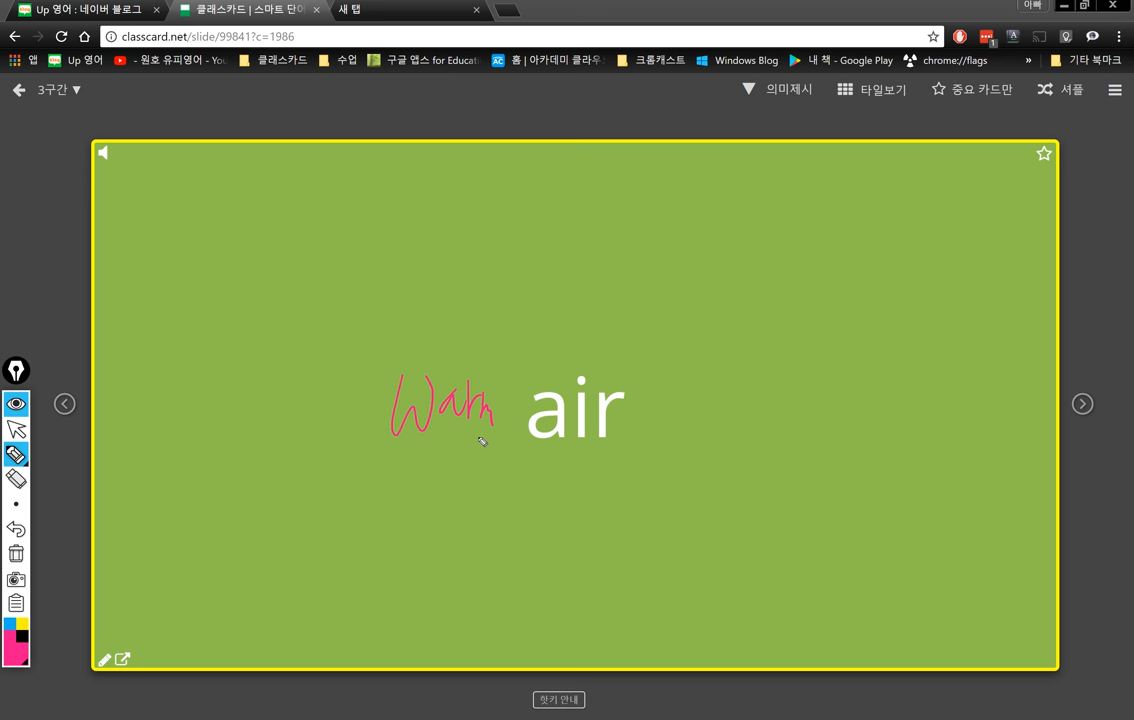 Up 영어 : 네이버 블로그
클래스카드 | 스마트 단어
새 탭
아빠
classcard.net/slide/99841?c=1986
앱
Up 영어
- 원호 유피영어 - You
클래스카드
수업
구글 앱스 for Educati
홈 | 아카데미 클라우
크롬캐스트
Windows Blog
내 책 - Google Play
chrome://flags
»
기타 북마크
1
3구간 ▼
▼ 의미제시
타일보기
중요 카드만
셔플
Warm air
핫키 안내